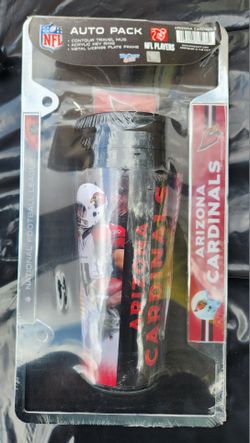 NFL
AUTO PACK
• CONTOUR TRAVEL MUG
• ACRYLIC KEY RING
• METAL LICENSE PLATE FRAME
NFL PLAYERS
ARIZONA CARDINALS
NATIONAL FOOTBALL LEAGUE
ARIZONA
CARDINALS
ARIZONA
CARDINALS